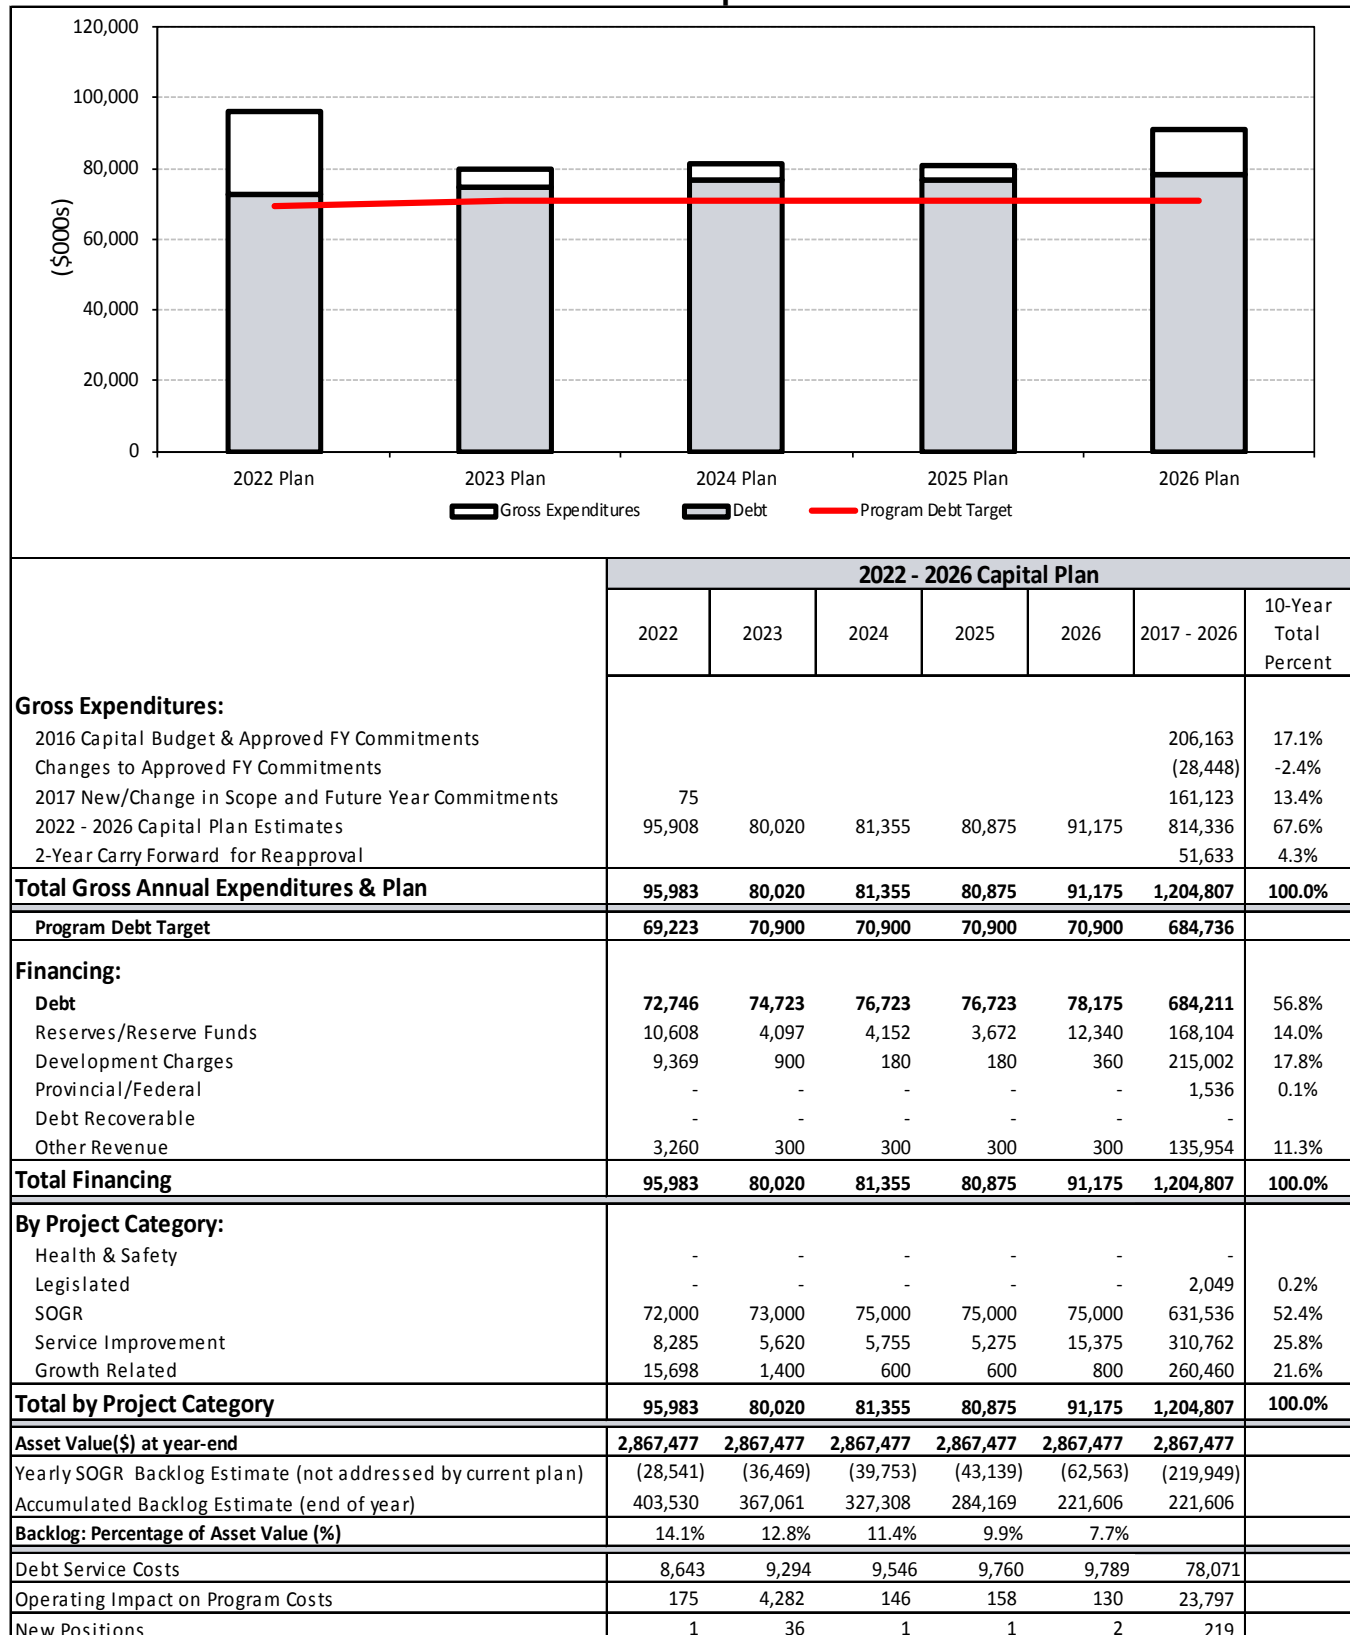 120,000
100,000
80,000
60,000
40,000
20,000
0
($000s)
2022 Plan 2023 Plan 2024 Plan 2025 Plan 2026 Plan
Gross Expenditures Debt Program Debt Target
2022 - 2026 Capital Plan
2022 2023 2024 2025 2026 2017 - 2026 10-Year Total Percent
Gross Expenditures:
2016 Capital Budget & Approved FY Commitments 206,163 17.1%
Changes to Approved FY Commitments (28,448) -2.4%
2017 New/Change in Scope and Future Year Commitments 75 161,123 13.4%
2022 - 2026 Capital Plan Estimates 95,908 80,020 81,355 80,875 91,175 814,336 67.6%
2-Year Carry Forward for Reapproval 51,633 4.3%
Total Gross Annual Expenditures & Plan 95,983 80,020 81,355 80,875 91,175 1,204,807 100.0%
Program Debt Target 69,223 70,900 70,900 70,900 70,900 684,736
Financing:
Debt 72,746 74,723 76,723 76,723 78,175 684,211 56.8%
Reserves/Reserve Funds 10,608 4,097 4,152 3,672 12,340 168,104 14.0%
Development Charges 9,369 900 180 180 360 215,002 17.8%
Provincial/Federal - - - - - 1,536 0.1%
Debt Recoverable - - - - - -
Other Revenue 3,260 300 300 300 300 135,954 11.3%
Total Financing 95,983 80,020 81,355 80,875 91,175 1,204,807 100.0%
By Project Category:
Health & Safety - - - - - -
Legislated - - - - - 2,049 0.2%
SOGR 72,000 73,000 75,000 75,000 75,000 631,536 52.4%
Service Improvement 8,285 5,620 5,755 5,275 15,375 310,762 25.8%
Growth Related 15,698 1,400 600 600 800 260,460 21.6%
Total by Project Category 95,983 80,020 81,355 80,875 91,175 1,204,807 100.0%
Asset Value($) at year-end 2,867,477 2,867,477 2,867,477 2,867,477 2,867,477 2,867,477
Yearly SOGR Backlog Estimate (not addressed by current plan) (28,541) (36,469) (39,753) (43,139) (62,563) (219,949)
Accumulated Backlog Estimate (end of year) 403,530 367,061 327,308 284,169 221,606 221,606
Backlog: Percentage of Asset Value (%) 14.1% 12.8% 11.4% 9.9% 7.7%
Debt Service Costs 8,643 9,294 9,546 9,760 9,789 78,071
Operating Impact on Program Costs 175 4,282 146 158 130 23,797
New Positions 1 36 1 1 2 219